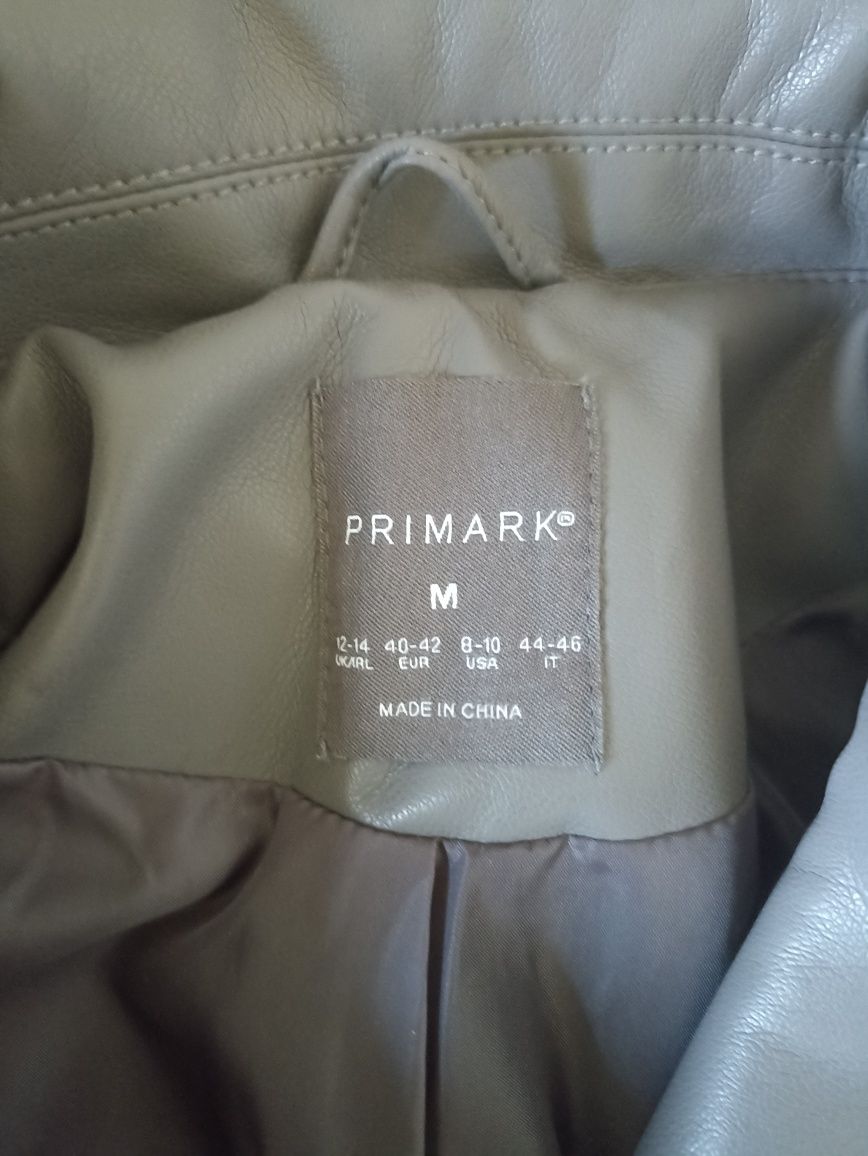 PRIMARK
M
12-14 40-42 8-10 44-46
UK/IRL EUR USA IT
MADE IN CHINA